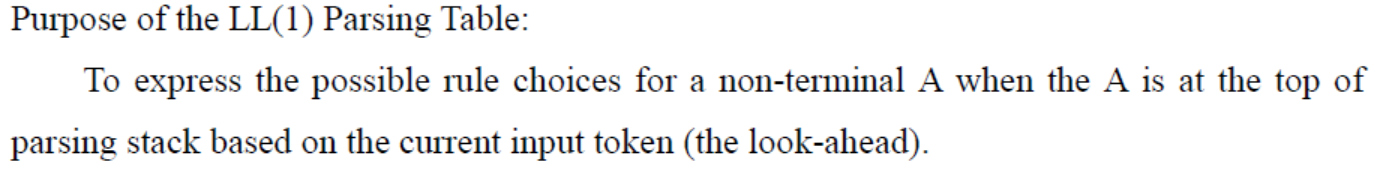 Purpose of the LL(1) Parsing Table:
To express the possible rule choices for a non-terminal A when the A is at the top of
parsing stack based on the current input token (the look-ahead).